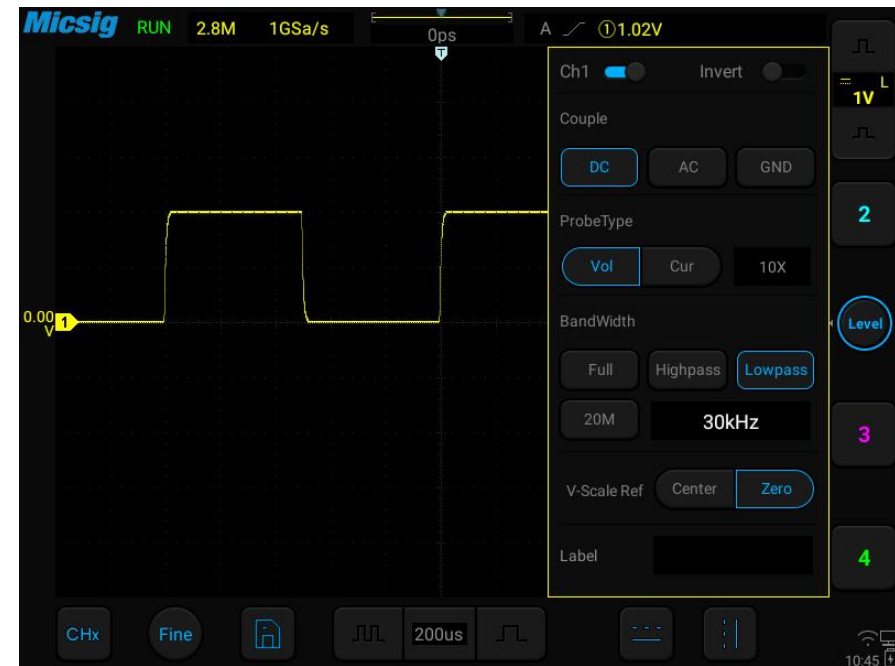 Micsig RUN 2.8M 1GSa/s 0ps A ①1.02V
T
Ch1 Invert
L
1V
Couple
DC AC GND
2
ProbeType
Vol Cur 10X
0.00
V
1
BandWidth
Level
Full Highpass Lowpass
20M 30kHz
3
V-Scale Ref Center Zero
Label
4
CHx Fine 200us
10:45